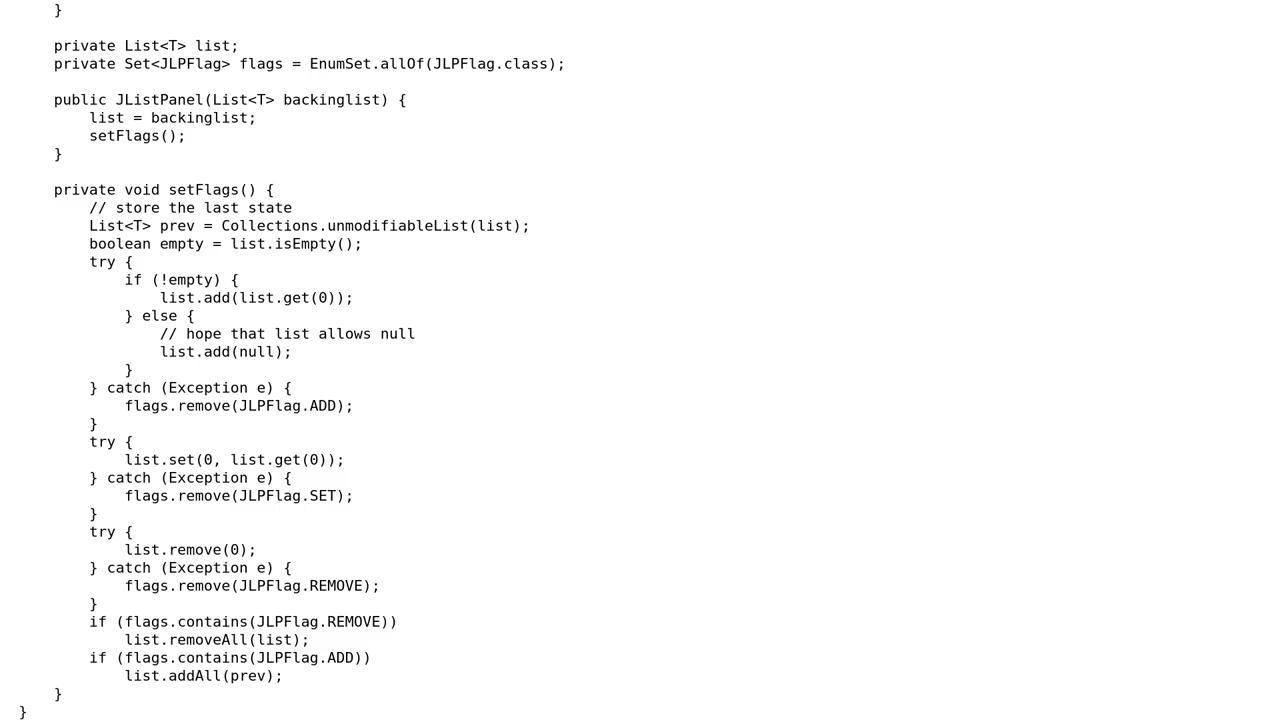 }

    private List<T> list;
    private Set<JLPFlag> flags = EnumSet.allOf(JLPFlag.class);

    public JListPanel(List<T> backinglist) {
        list = backinglist;
        setFlags();
    }

    private void setFlags() {
        // store the last state
        List<T> prev = Collections.unmodifiableList(list);
        boolean empty = list.isEmpty();
        try {
            if (!empty) {
                list.add(list.get(0));
            } else {
                // hope that list allows null
                list.add(null);
            }
        } catch (Exception e) {
            flags.remove(JLPFlag.ADD);
        }
        try {
            list.set(0, list.get(0));
        } catch (Exception e) {
            flags.remove(JLPFlag.SET);
        }
        try {
            list.remove(0);
        } catch (Exception e) {
            flags.remove(JLPFlag.REMOVE);
        }
        if (flags.contains(JLPFlag.REMOVE))
            list.removeAll(list);
        if (flags.contains(JLPFlag.ADD))
            list.addAll(prev);
    }
}